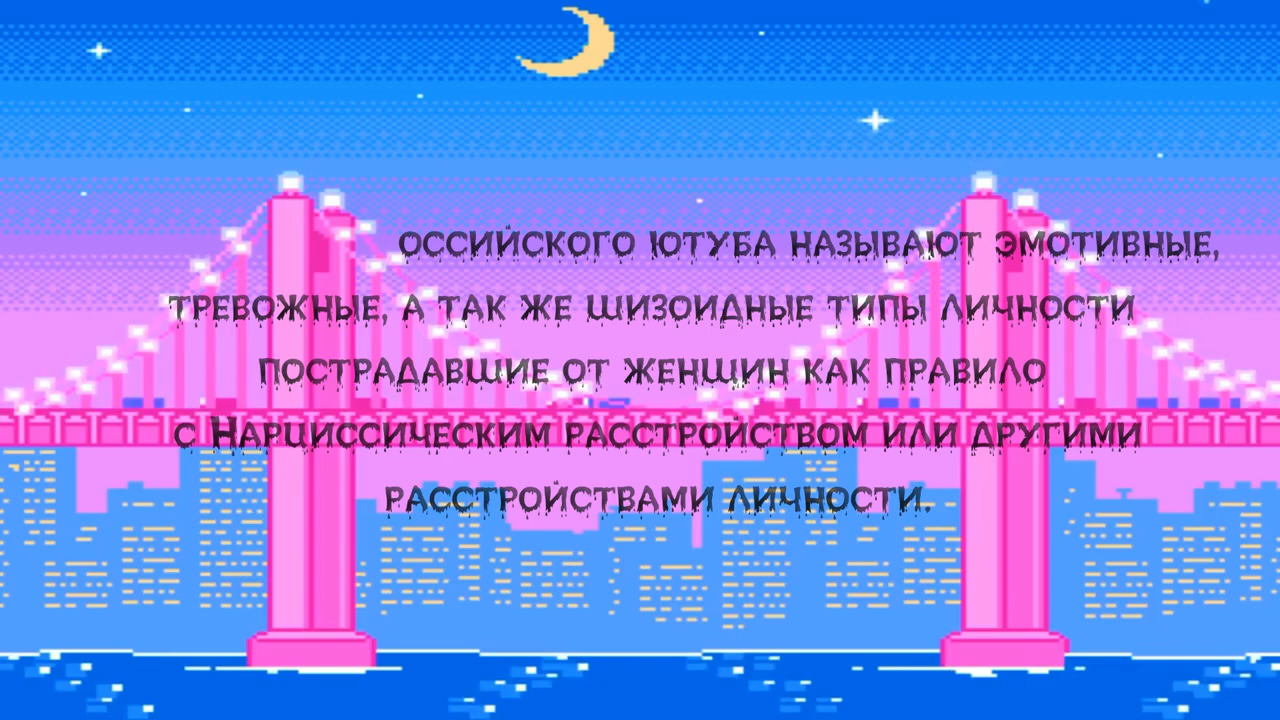 ОССИЙСКОГО ЮТУБА НАЗЫВАЮТ ЭМОТИВНЫЕ,
ТРЕВОЖНЫЕ, А ТАК ЖЕ ШИЗОИДНЫЕ ТИПЫ ЛИЧНОСТИ
ПОСТРАДАВШИЕ ОТ ЖЕНЩИН КАК ПРАВИЛО
С НАРЦИССИЧЕСКИМ РАССТРОЙСТВОМ ИЛИ ДРУГИМИ
РАССТРОЙСТВАМИ ЛИЧНОСТИ.